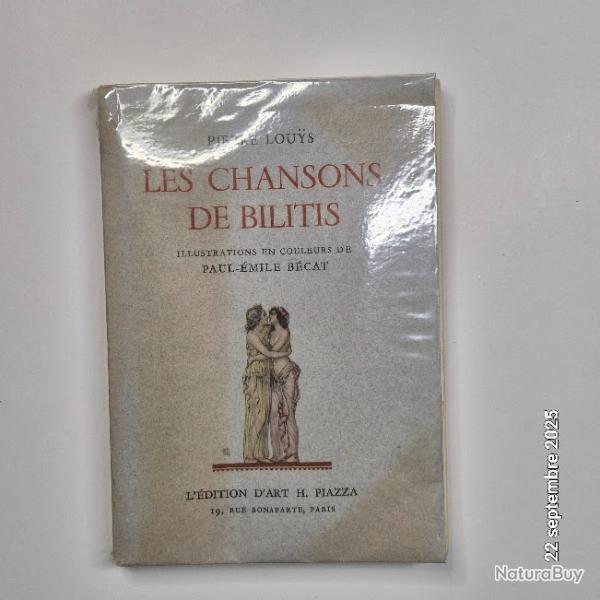 PIERRE LOUŸS
LES CHANSONS
DE BILITIS
ILLUSTRATIONS EN COULEURS DE
PAUL-ÉMILE BÉCAT
L'ÉDITION D'ART H. PIAZZA
19, RUE BONAPARTE, PARIS
22 septembre 2025
NaturaBuy